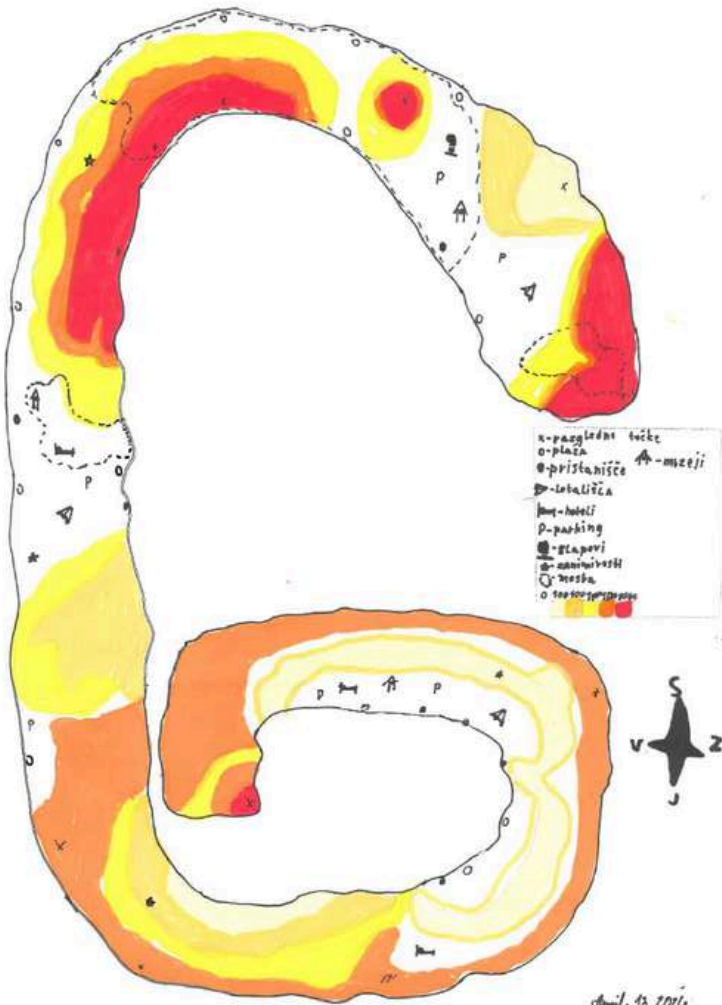 x-razgledne točke
o-plaža
•-pristanišče
-muzeji
-letališča
-hoteli
P-parking
-slapovi
★-zanimivosti
-mesta
S
V Z
J
P
P
P
P
P
P
P